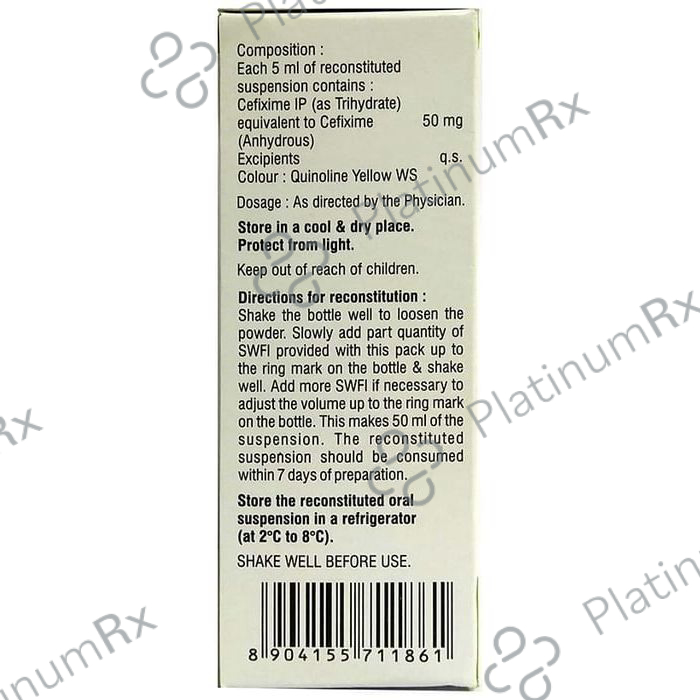 Composition :
Each 5 ml of reconstituted
suspension contains :
Cefixime IP (as Trihydrate)
equivalent to Cefixime 50 mg
(Anhydrous)
Excipients q.s.
Colour : Quinoline Yellow WS
Dosage : As directed by the Physician.
Store in a cool & dry place.
Protect from light.
Keep out of reach of children.
Directions for reconstitution :
Shake the bottle well to loosen the
powder. Slowly add part quantity of
SWFI provided with this pack up to
the ring mark on the bottle & shake
well. Add more SWFI if necessary to
adjust the volume up to the ring mark
on the bottle. This makes 50 ml of the
suspension. The reconstituted
suspension should be consumed
within 7 days of preparation.
Store the reconstituted oral
suspension in a refrigerator
(at 2°C to 8°C).
SHAKE WELL BEFORE USE.
8 904155 711861
PlatinumRx
PlatinumRx
PlatinumRx
Platin
Rx
numRx